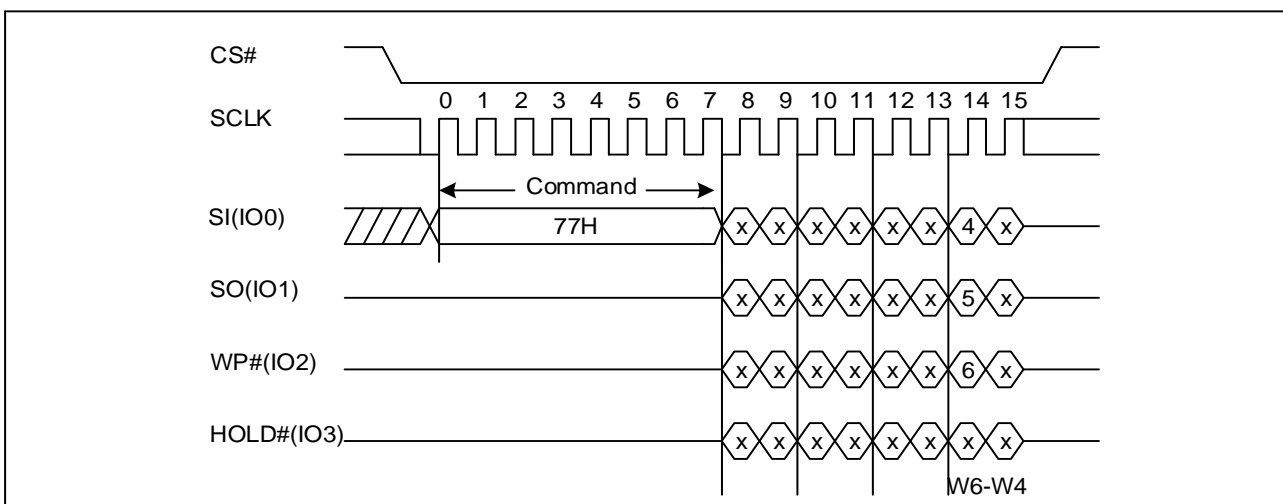 CS#
0 1 2 3 4 5 6 7 8 9 10 11 12 13 14 15
SCLK
Command
SI(IO0)
77H x x x x x x 4 x
SO(IO1)
x x x x x x 5 x
WP#(IO2)
x x x x x x 6 x
HOLD#(IO3)
x x x x x x x x
W6-W4